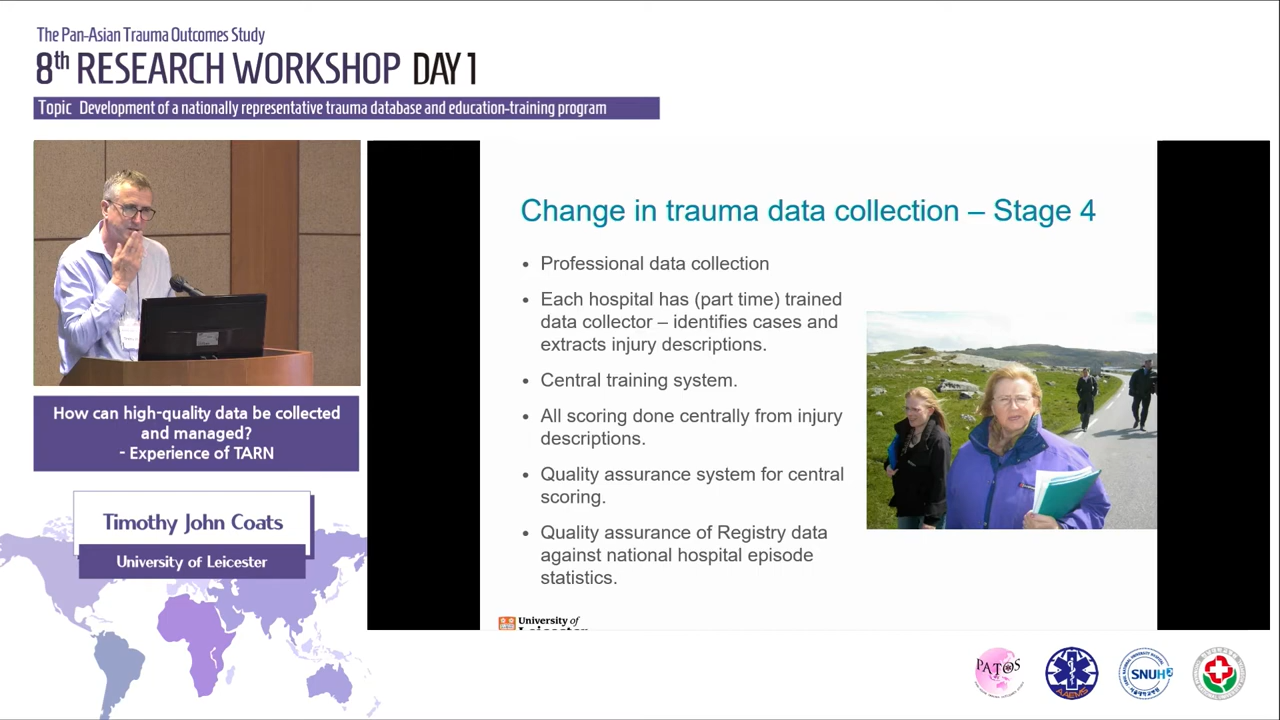 The Pan-Asian Trauma Outcomes Study
8th RESEARCH WORKSHOP DAY 1
Topic Development of a nationally representative trauma database and education-training program
How can high-quality data be collected
and managed?
- Experience of TARN
Timothy John Coats
University of Leicester
Change in trauma data collection – Stage 4
• Professional data collection
• Each hospital has (part time) trained
data collector – identifies cases and
extracts injury descriptions.
• Central training system.
• All scoring done centrally from injury
descriptions.
• Quality assurance system for central
scoring.
• Quality assurance of Registry data
against national hospital episode
statistics.
University of
PATOS
AAEMS
SNUH